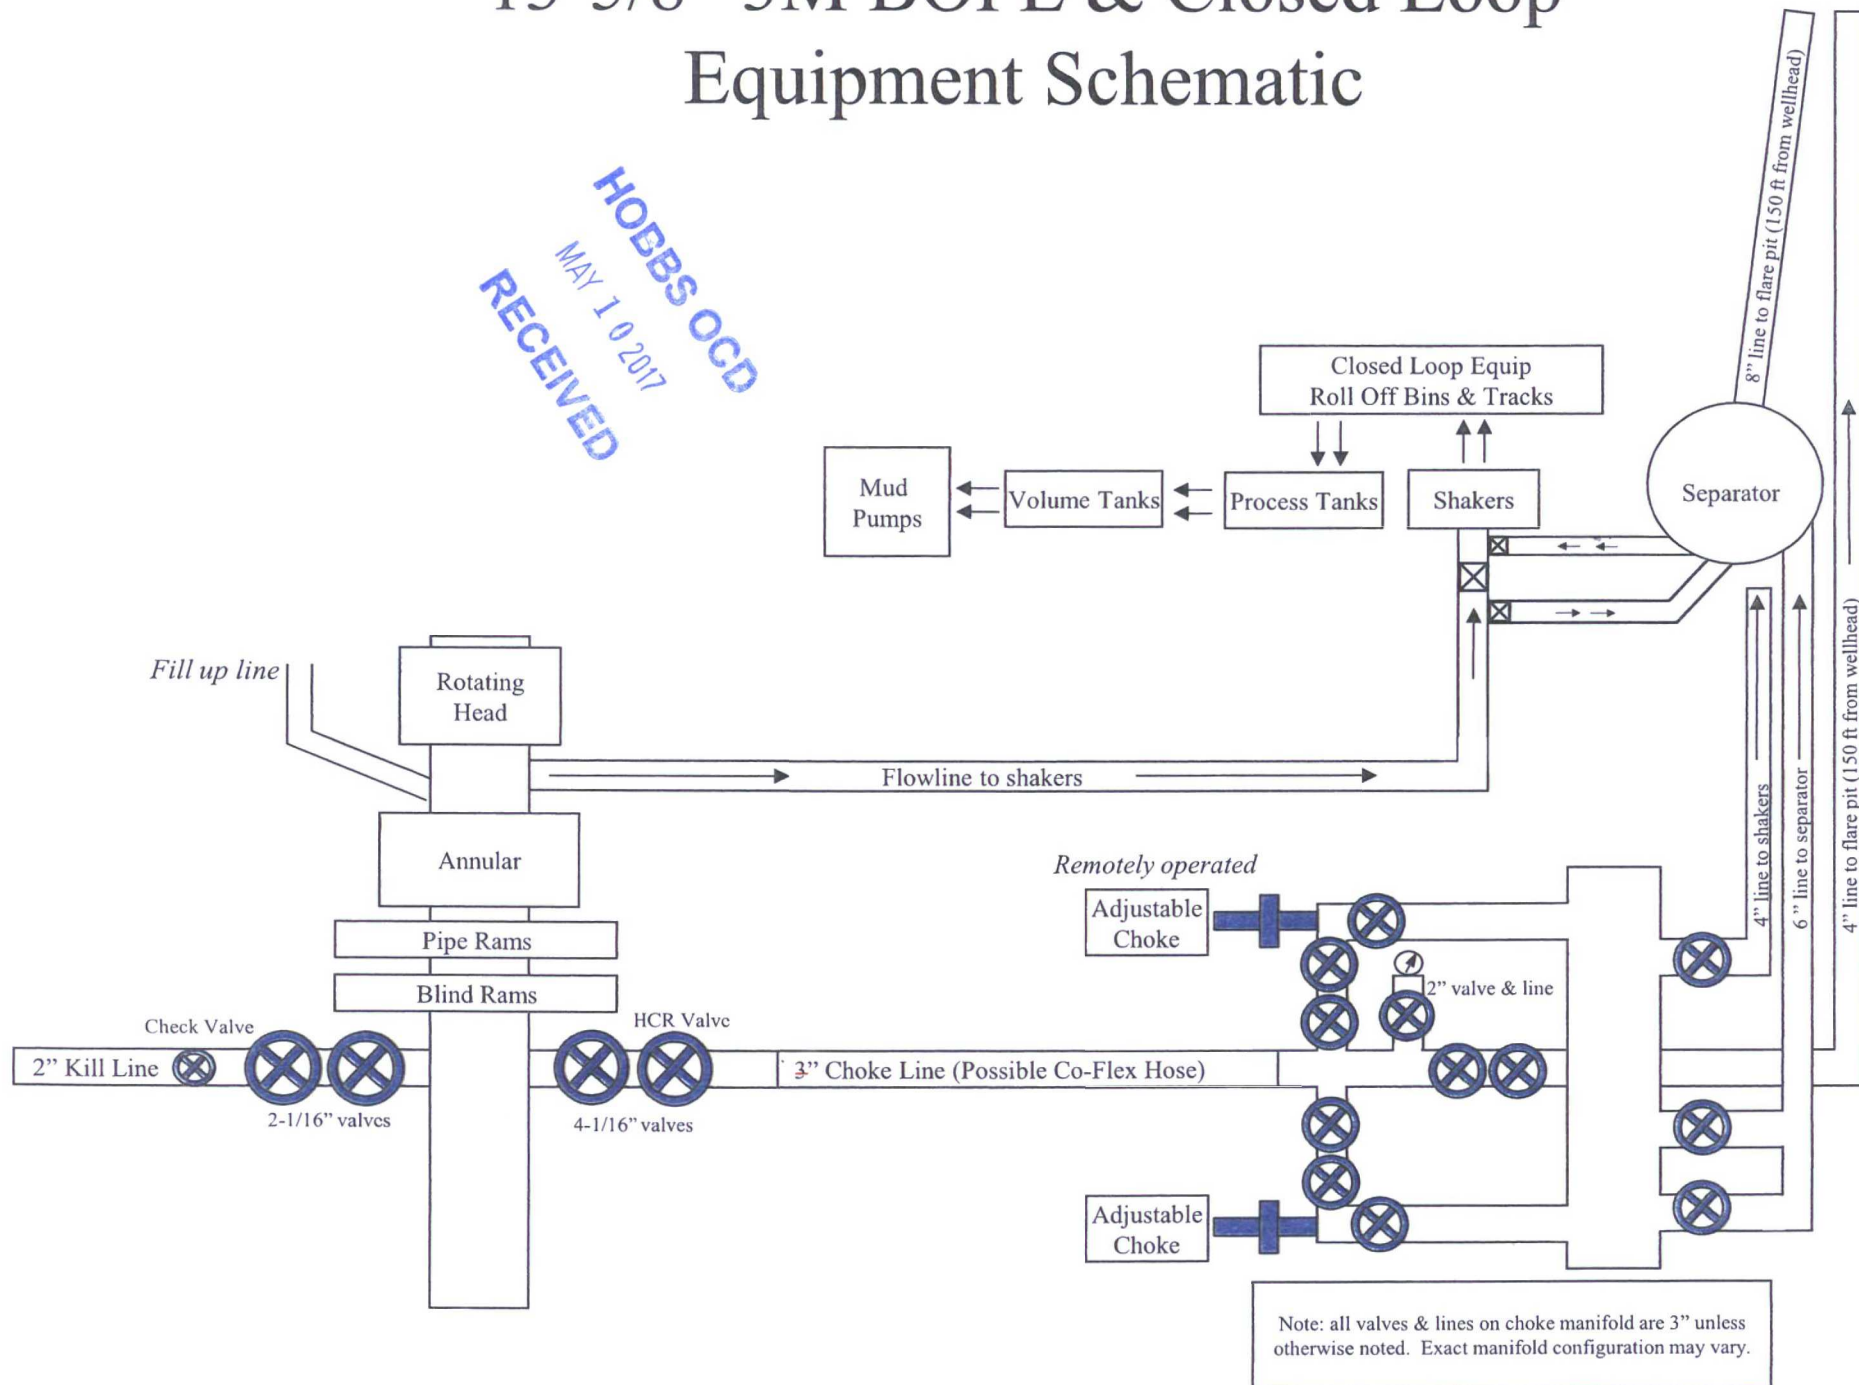 BOPE & Closed Loop
Equipment Schematic
HOBBS OCD
MAY 10 2017
RECEIVED
8” line to flare pit (150 ft from wellhead)
Closed Loop Equip
Roll Off Bins & Tracks
Mud
Pumps
Volume Tanks
Process Tanks
Shakers
Separator
Fill up line
Rotating
Head
Flowline to shakers
4” line to shakers
6” line to separator
4” line to flare pit (150 ft from wellhead)
Annular
Remotely operated
Adjustable
Choke
Pipe Rams
Blind Rams
2” valve & line
Check Valve
HCR Valve
2” Kill Line
3” Choke Line (Possible Co-Flex Hose)
2-1/16” valves
4-1/16” valves
Adjustable
Choke
Note: all valves & lines on choke manifold are 3” unless
otherwise noted. Exact manifold configuration may vary.